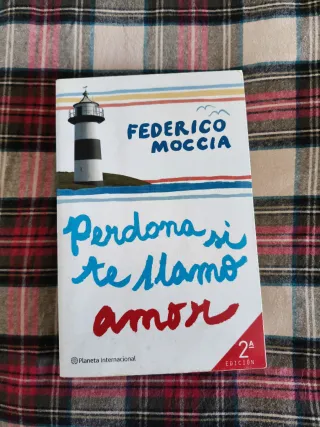 FEDERICO
MOCCIA
Perdona si
te llamo
amor
Planeta Internacional
2ª
EDICIÓN